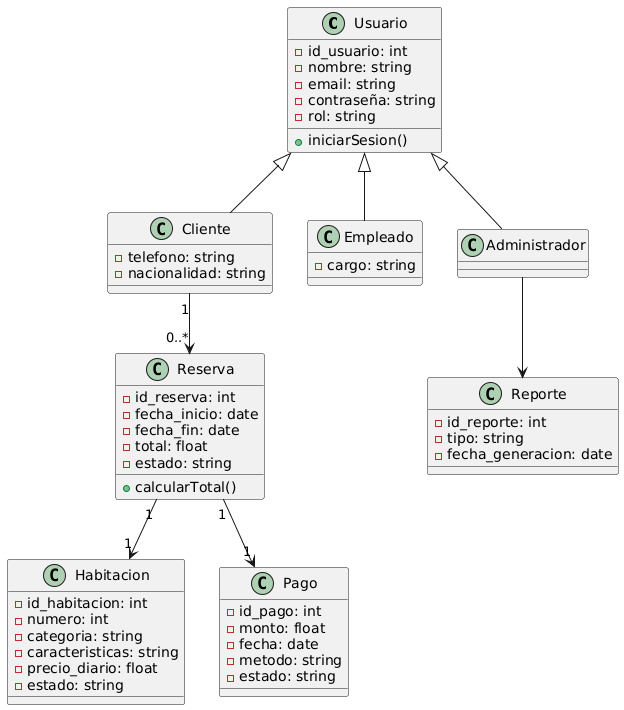 C Usuario
id_usuario: int
nombre: string
email: string
contraseña: string
rol: string
iniciarSesion()
C Cliente
telefono: string
nacionalidad: string
C Empleado
cargo: string
C Administrador
1
0..*
C Reserva
id_reserva: int
fecha_inicio: date
fecha_fin: date
total: float
estado: string
calcularTotal()
C Reporte
id_reporte: int
tipo: string
fecha_generacion: date
1
1
1
1
C Habitacion
id_habitacion: int
numero: int
categoria: string
caracteristicas: string
precio_diario: float
estado: string
C Pago
id_pago: int
monto: float
fecha: date
metodo: string
estado: string